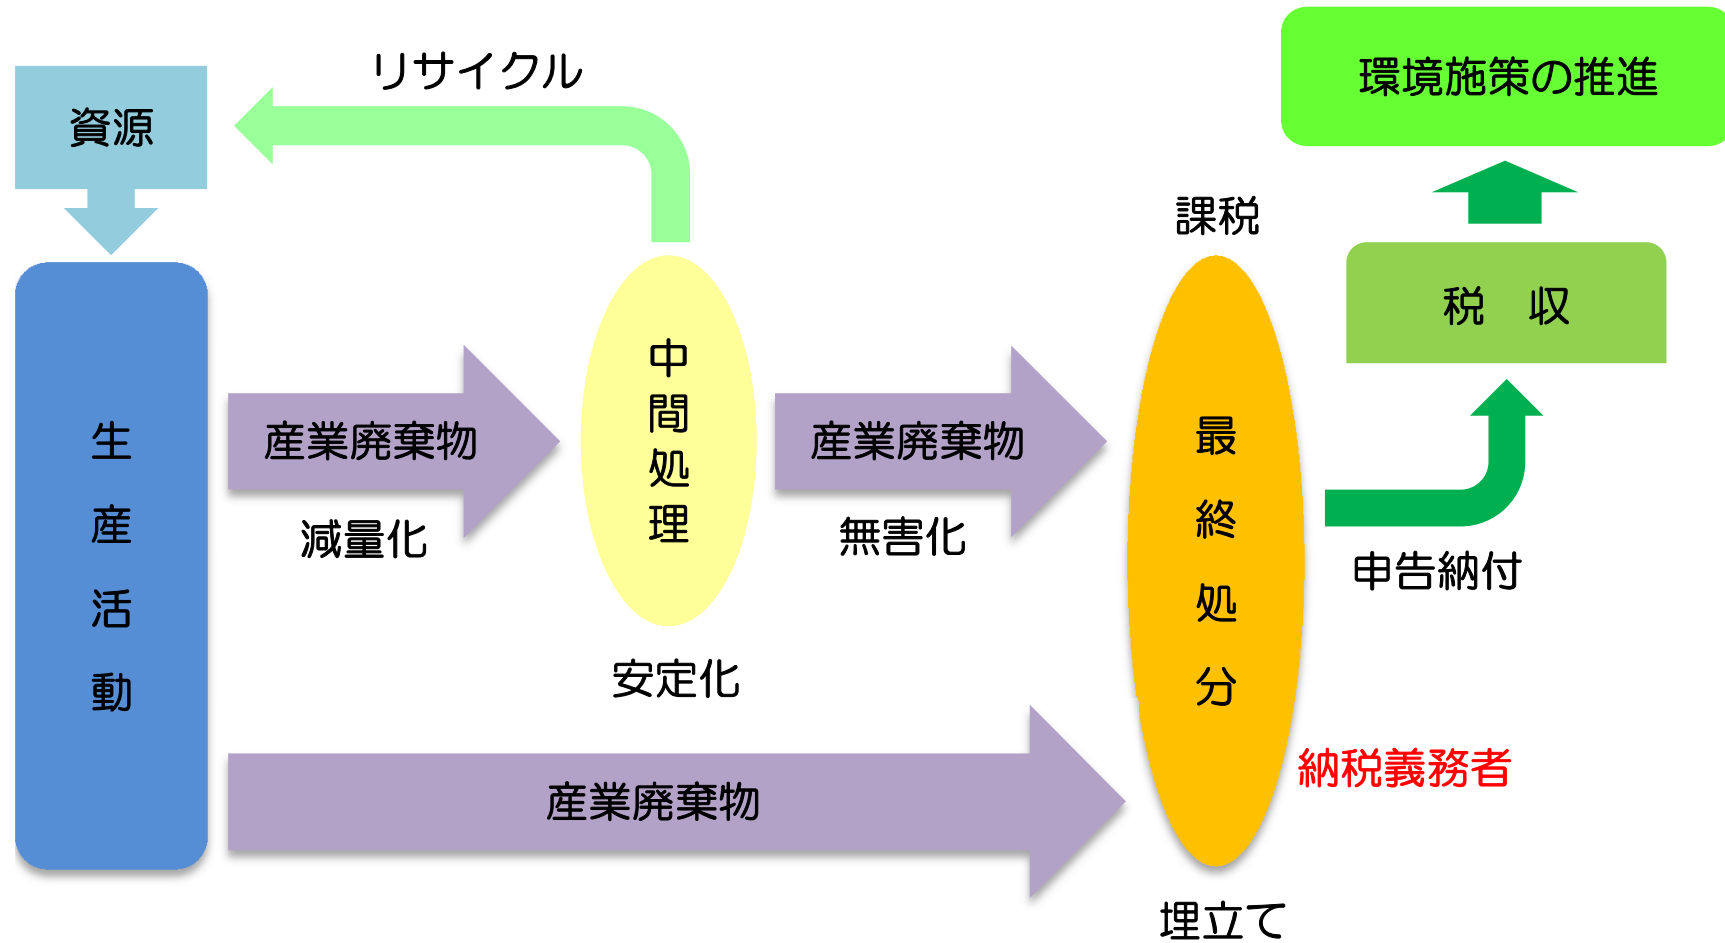 環境施策の推進
リサイクル
資源
課税
税 収
生産活動
産業廃棄物
減量化
中間処理
産業廃棄物
無害化
最終処分
申告納付
安定化
納税義務者
産業廃棄物
埋立て